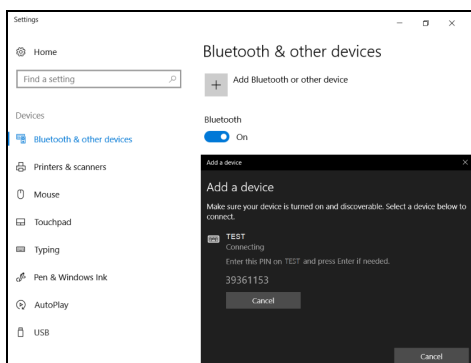 Settings
Home
Find a setting
Devices
Bluetooth & other devices
Printers & scanners
Mouse
Touchpad
Typing
Pen & Windows Ink
AutoPlay
USB
Bluetooth & other devices
Add Bluetooth or other device
Bluetooth
On
Add a device
Add a device
Make sure your device is turned on and discoverable. Select a device below to
connect.
TEST
Connecting
Enter this PIN on TEST and press Enter if needed.
39361153
Cancel
Cancel